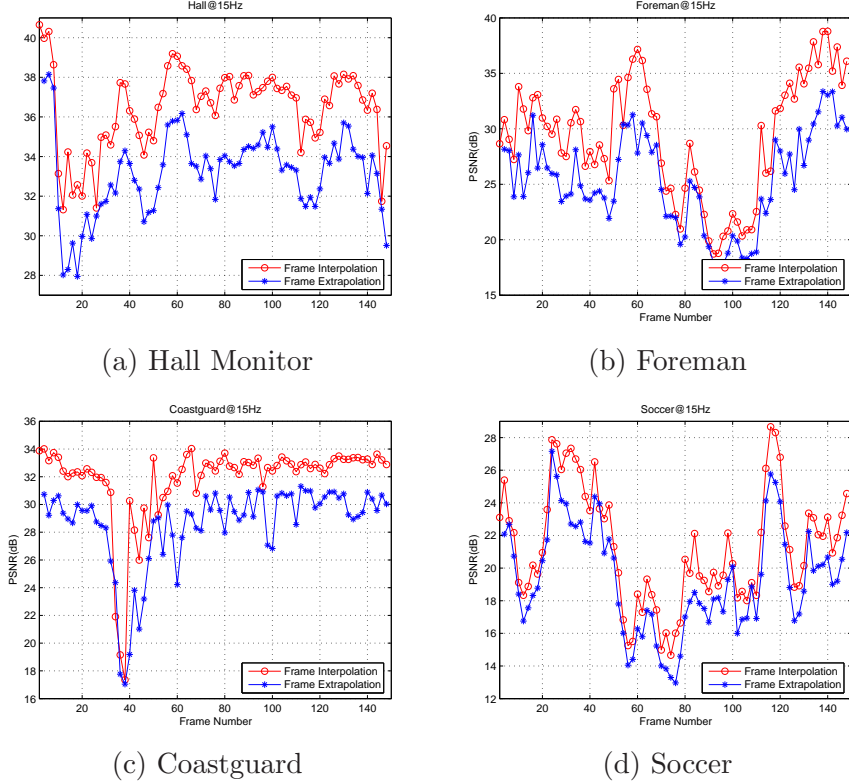 Hall@15Hz
40
38
36
34
32
30
28
20 40 60 80 100 120 140
Frame Interpolation
Frame Extrapolation
(a) Hall Monitor
Foreman@15Hz
PSNR(dB)
40
35
30
25
20
15
20 40 60 80 100 120 140
Frame Number
Frame Interpolation
Frame Extrapolation
(b) Foreman
Coastguard@15Hz
PSNR(dB)
36
34
32
30
28
26
24
22
20
18
16
20 40 60 80 100 120 140
Frame Number
Frame Interpolation
Frame Extrapolation
(c) Coastguard
Soccer@15Hz
PSNR(dB)
28
26
24
22
20
18
16
14
12
20 40 60 80 100 120 140
Frame Number
Frame Interpolation
Frame Extrapolation
(d) Soccer